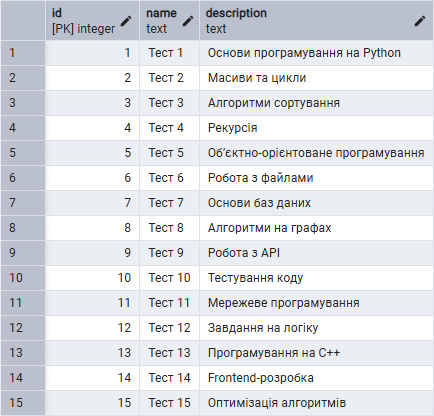 id name description
[PK] integer text text
1 1 Тест 1 Основи програмування на Python
2 2 Тест 2 Масиви та цикли
3 3 Тест 3 Алгоритми сортування
4 4 Тест 4 Рекурсія
5 5 Тест 5 Об'єктно-орієнтоване програмування
6 6 Тест 6 Робота з файлами
7 7 Тест 7 Основи баз даних
8 8 Тест 8 Алгоритми на графах
9 9 Тест 9 Робота з API
10 10 Тест 10 Тестування коду
11 11 Тест 11 Мережеве програмування
12 12 Тест 12 Завдання на логіку
13 13 Тест 13 Програмування на C++
14 14 Тест 14 Frontend-розробка
15 15 Тест 15 Оптимізація алгоритмів